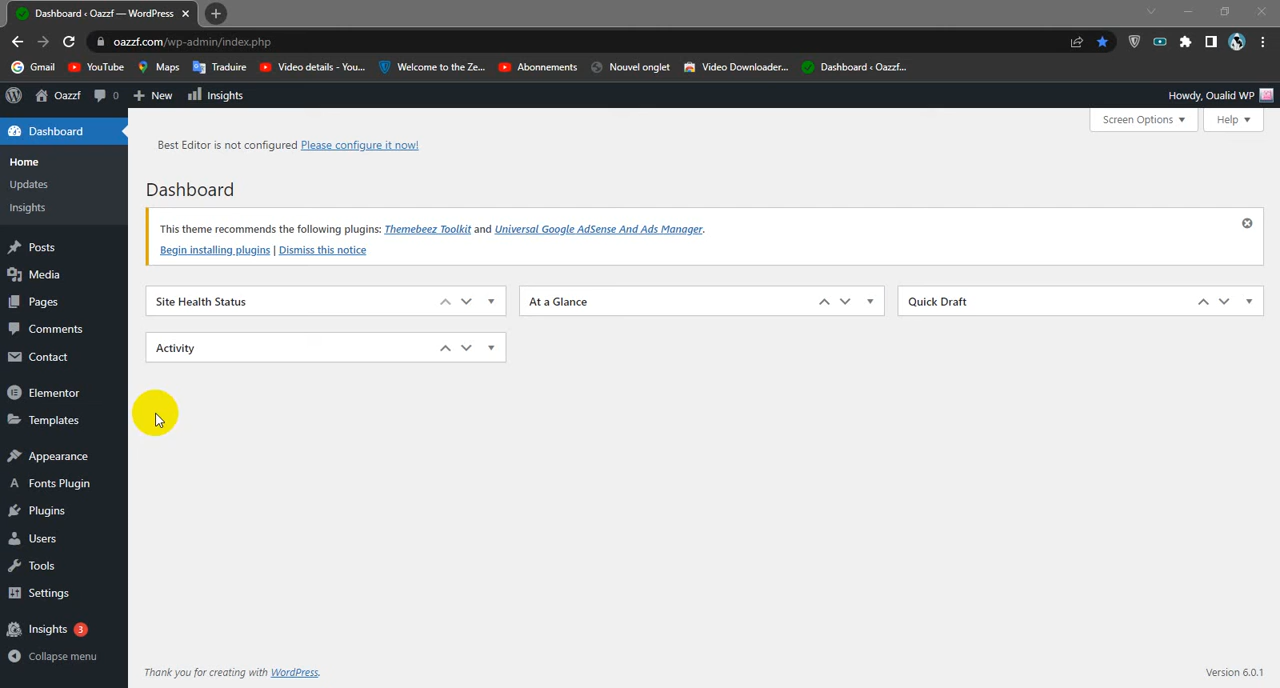 Dashboard ‹ Oazzf — WordPress
oazzf.com/wp-admin/index.php
Gmail YouTube Maps Traduire Video details - You... Welcome to the Ze... Abonnements Nouvel onglet Video Downloader... Dashboard ‹ Oazzf...
Oazzf 0 New Insights Howdy, Oualid WP
Dashboard
Home
Updates
Insights
Posts
Media
Pages
Comments
Contact
Elementor
Templates
Appearance
Fonts Plugin
Plugins
Users
Tools
Settings
Insights 3
Collapse menu
Screen Options Help
Best Editor is not configured Please configure it now!
Dashboard
This theme recommends the following plugins: Themebeez Toolkit and Universal Google AdSense And Ads Manager.
Begin installing plugins | Dismiss this notice
Site Health Status At a Glance Quick Draft
Activity
Thank you for creating with WordPress. Version 6.0.1